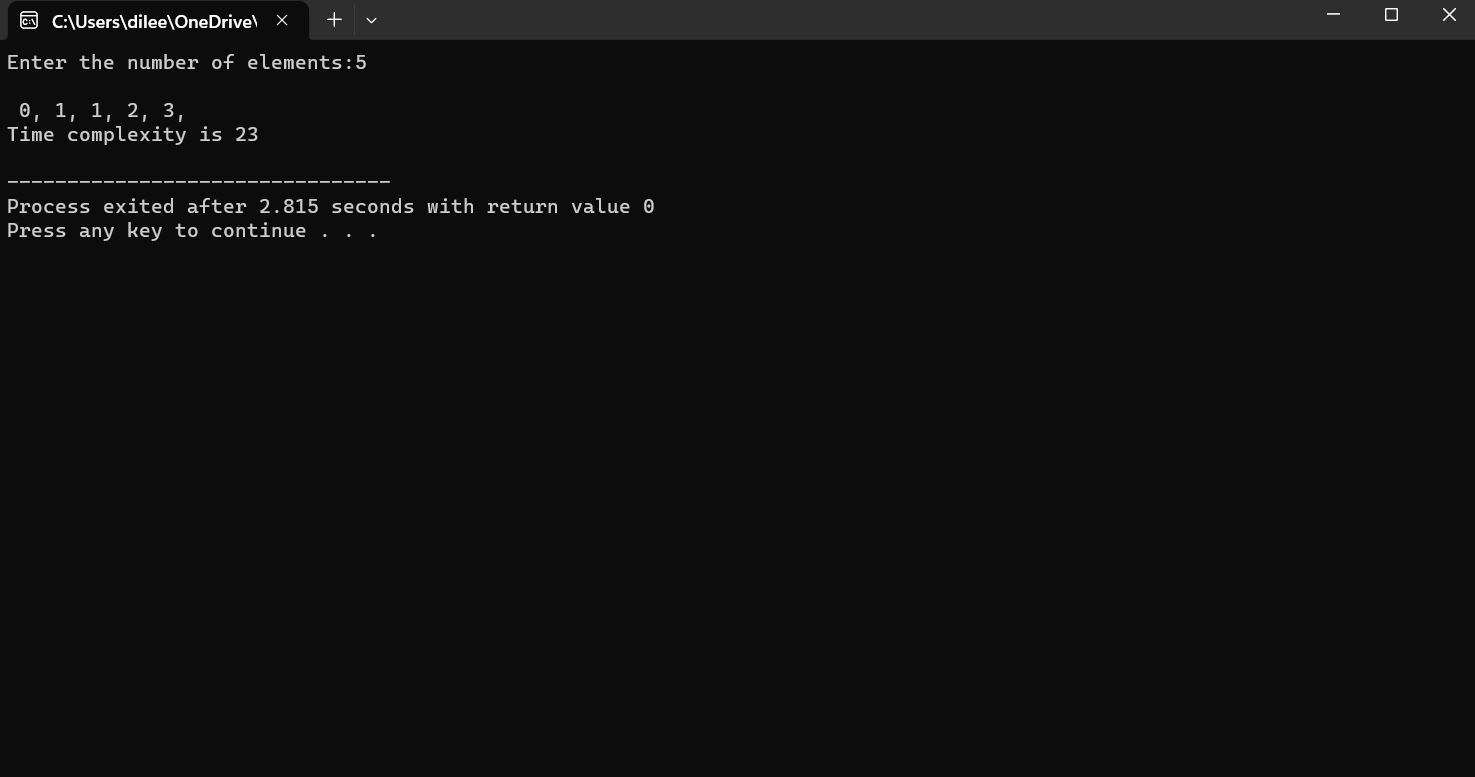 C:\Users\dilee\OneDrive\
Enter the number of elements:5
0, 1, 1, 2, 3,
Time complexity is 23
--------------------------------
Process exited after 2.815 seconds with return value 0
Press any key to continue . . .